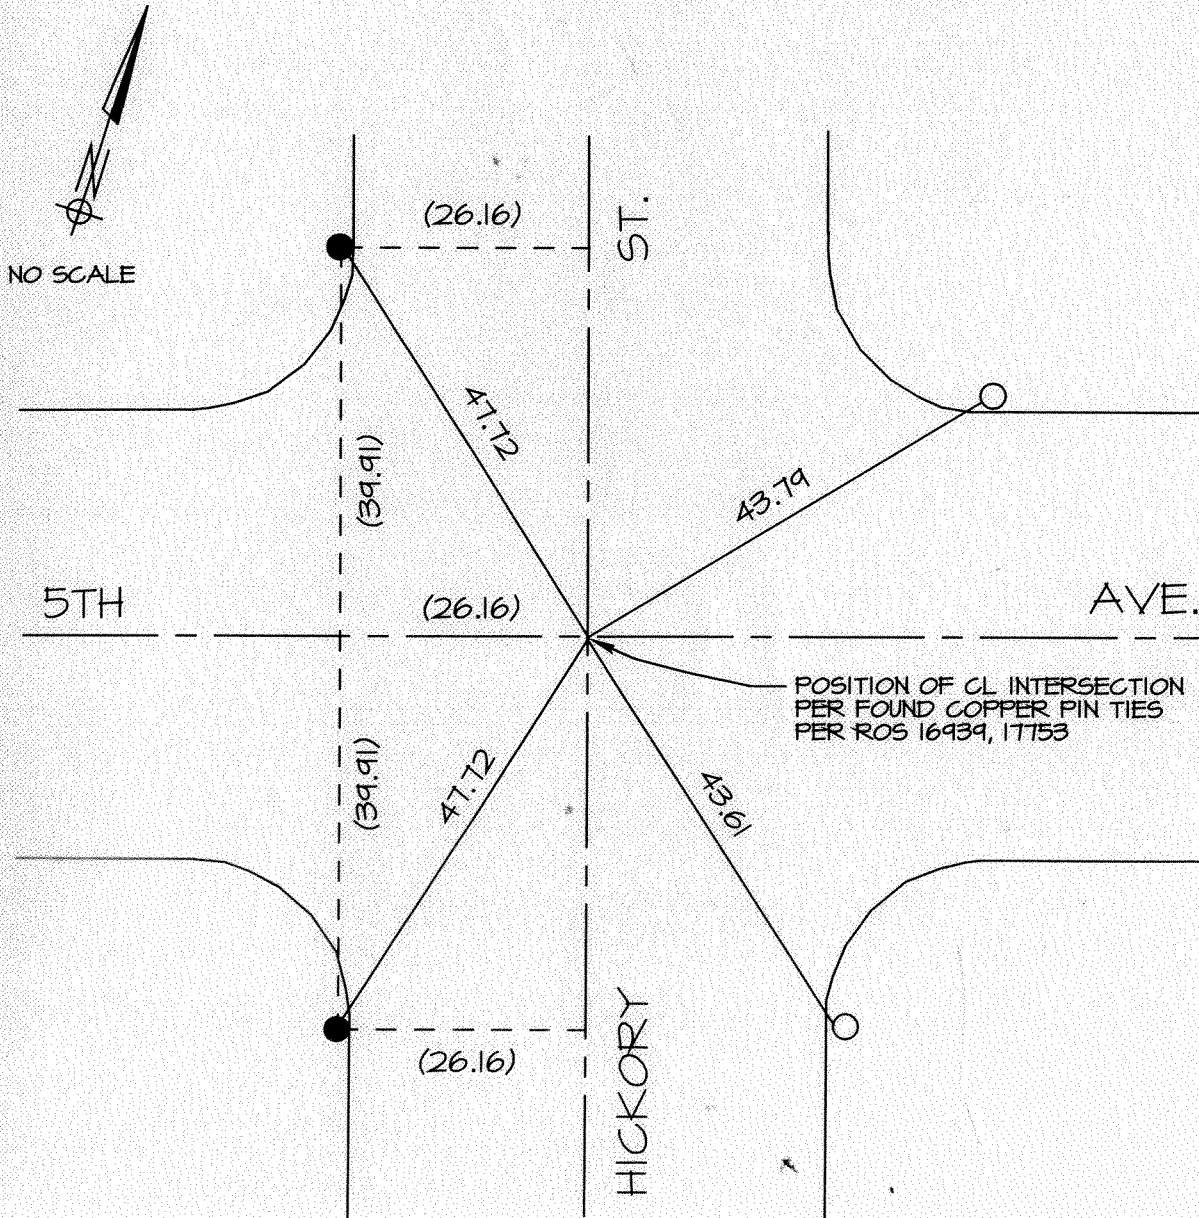 N
NO SCALE
(26.16)
ST.
47.72
(39.91)
43.79
5TH
(26.16)
AVE.
POSITION OF CL INTERSECTION
PER FOUND COPPER PIN TIES
PER ROS 16939, 17753
(39.91)
47.72
43.61
(26.16)
HICKORY